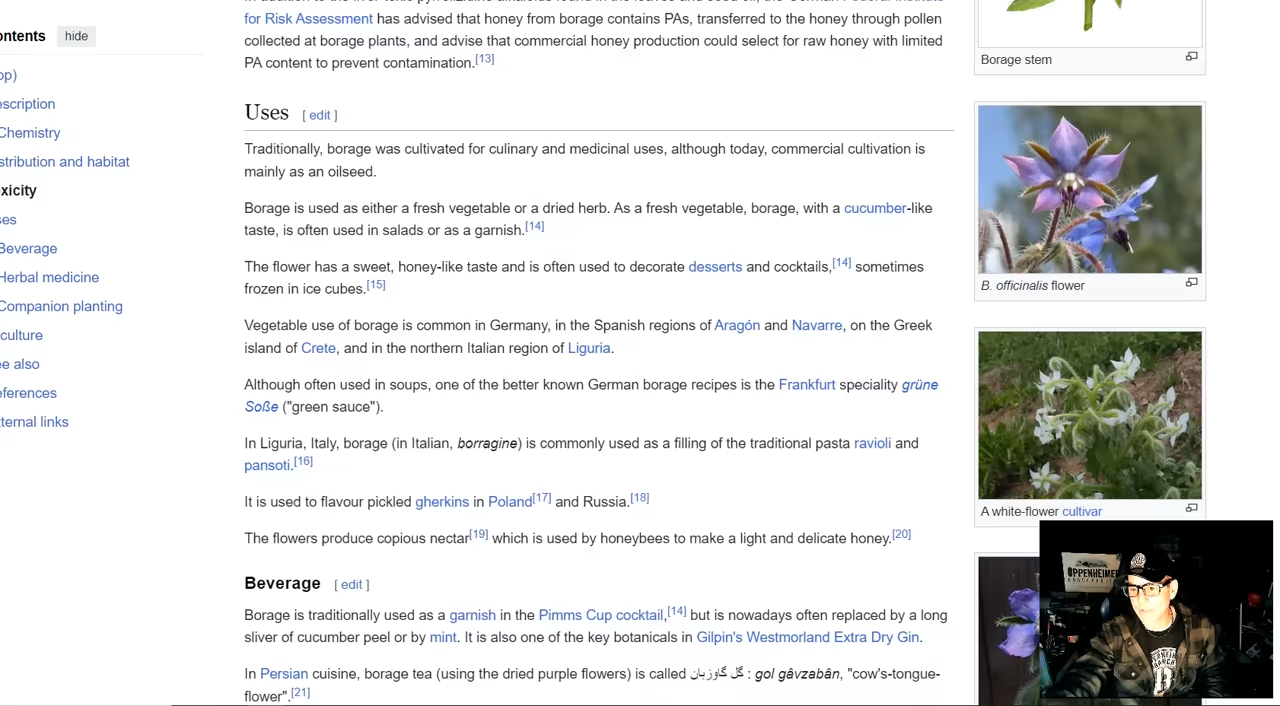 for Risk Assessment has advised that honey from borage contains PAs, transferred to the honey through pollen
collected at borage plants, and advise that commercial honey production could select for raw honey with limited
PA content to prevent contamination.[13]
ontents hide
op)
escription
Chemistry
stribution and habitat
xicity
es
Beverage
Herbal medicine
Companion planting
culture
e also
eferences
ternal links
Uses [ edit ]
Traditionally, borage was cultivated for culinary and medicinal uses, although today, commercial cultivation is
mainly as an oilseed.
Borage is used as either a fresh vegetable or a dried herb. As a fresh vegetable, borage, with a cucumber-like
taste, is often used in salads or as a garnish.[14]
The flower has a sweet, honey-like taste and is often used to decorate desserts and cocktails,[14] sometimes
frozen in ice cubes.[15]
Vegetable use of borage is common in Germany, in the Spanish regions of Aragón and Navarre, on the Greek
island of Crete, and in the northern Italian region of Liguria.
Although often used in soups, one of the better known German borage recipes is the Frankfurt speciality grüne
Soße ("green sauce").
In Liguria, Italy, borage (in Italian, borragine) is commonly used as a filling of the traditional pasta ravioli and
pansoti.[16]
It is used to flavour pickled gherkins in Poland[17] and Russia.[18]
The flowers produce copious nectar[19] which is used by honeybees to make a light and delicate honey.[20]
Beverage [ edit ]
Borage is traditionally used as a garnish in the Pimms Cup cocktail,[14] but is nowadays often replaced by a long
sliver of cucumber peel or by mint. It is also one of the key botanicals in Gilpin's Westmorland Extra Dry Gin.
In Persian cuisine, borage tea (using the dried purple flowers) is called گل گاوزبان : gol gâvzabân, "cow's-tongue-
flower".[21]
Borage stem
B. officinalis flower
A white-flower cultivar
OPPENHEIMER